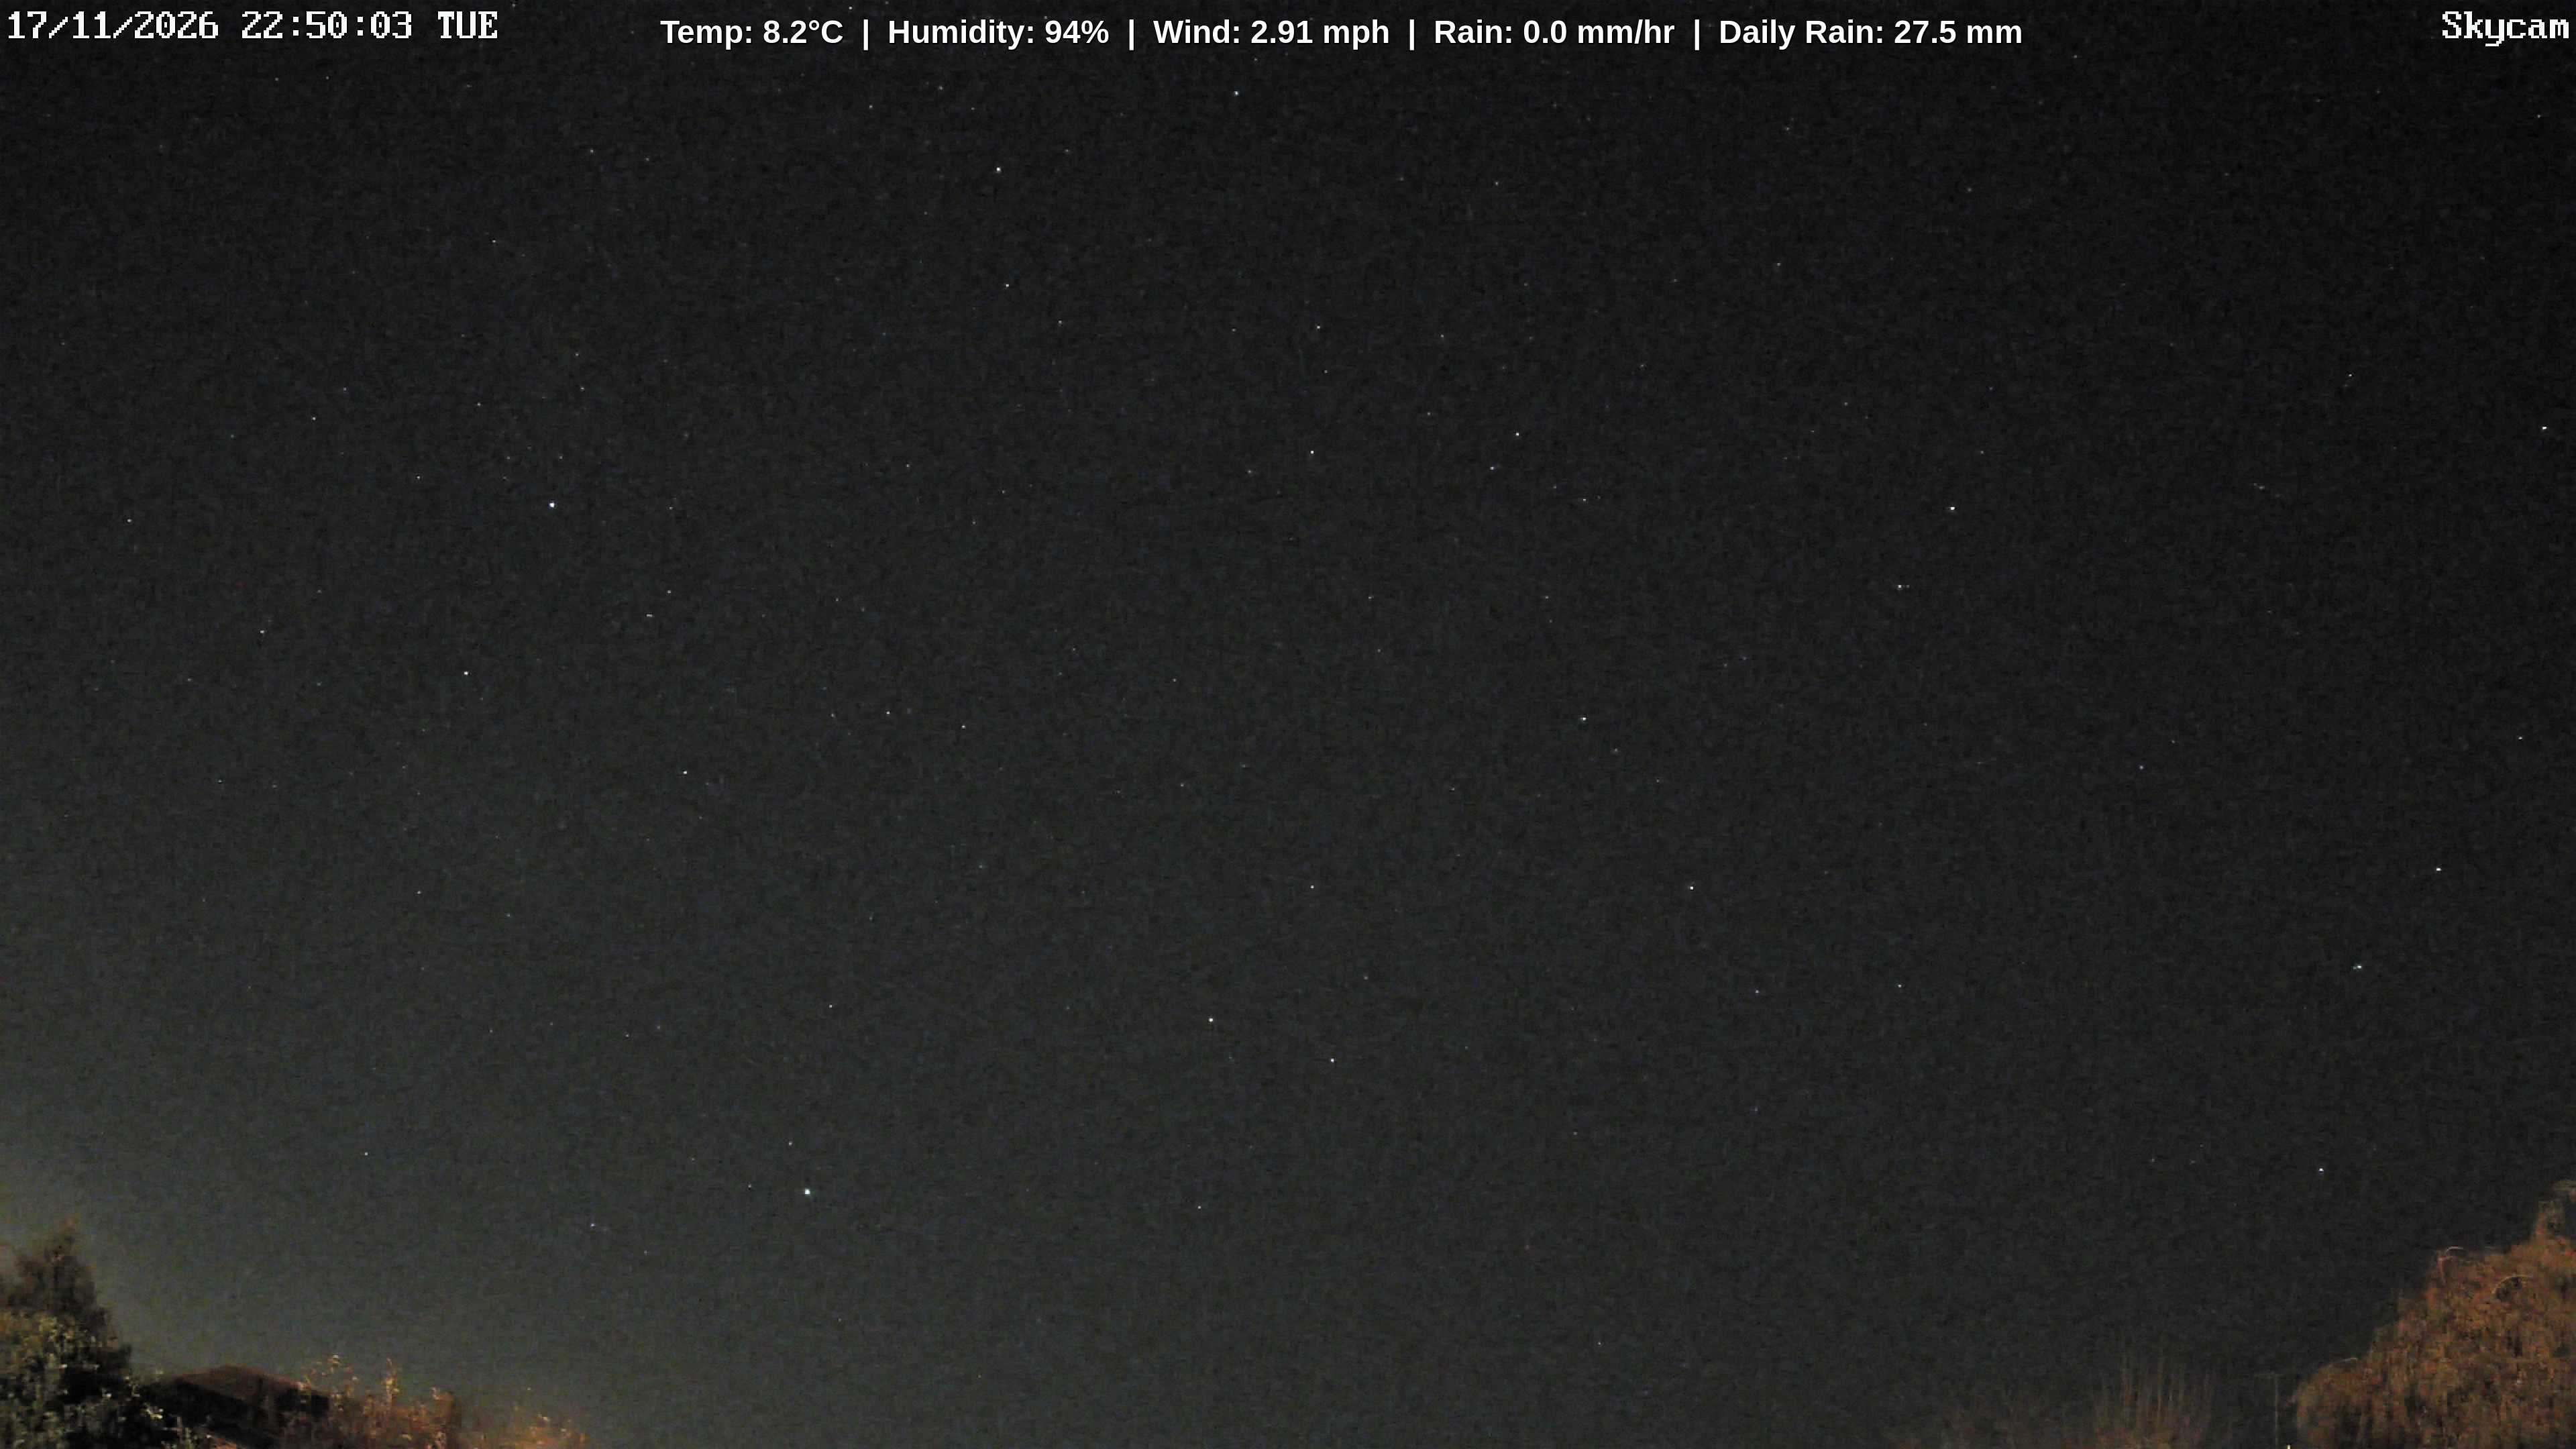 17/11/2026 22:50:03 TUE
Temp: 8.2°C | Humidity: 94% | Wind: 2.91 mph | Rain: 0.0 mm/hr | Daily Rain: 27.5 mm
Skycam